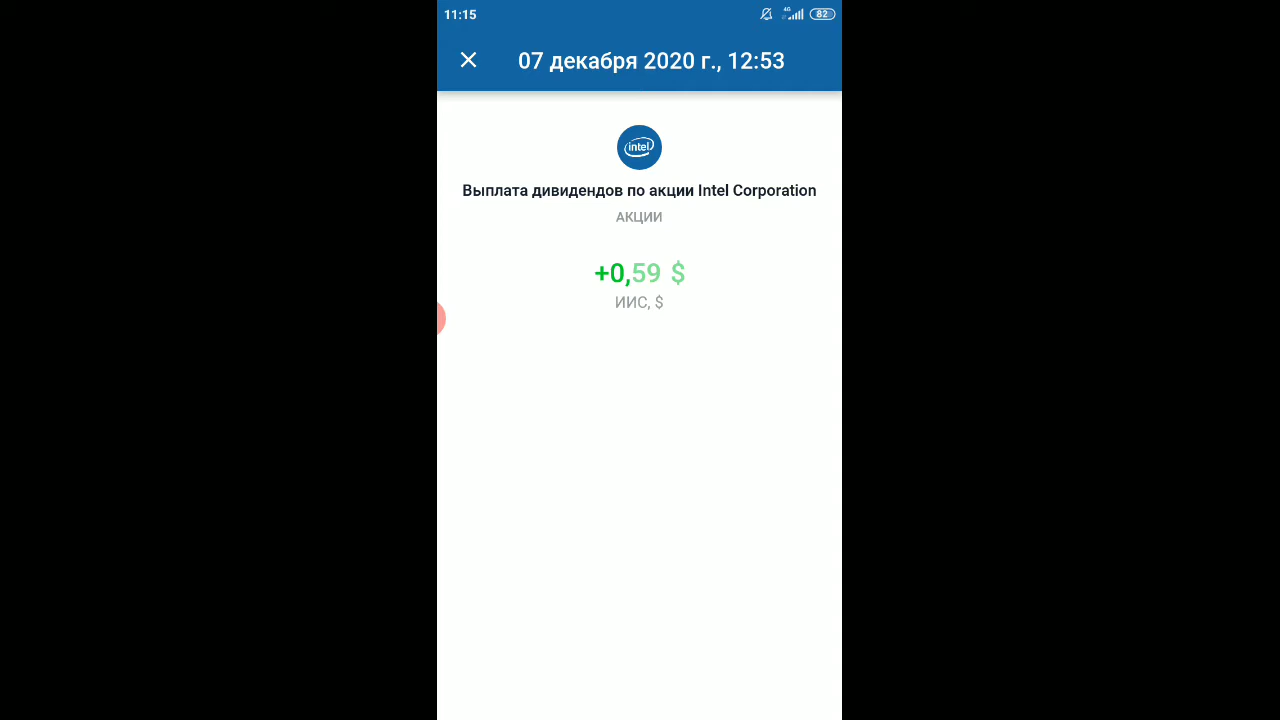 11:15
4G
82
07 декабря 2020 г., 12:53
intel
Выплата дивидендов по акции Intel Corporation
АКЦИИ
+0,59 $
ИИС, $